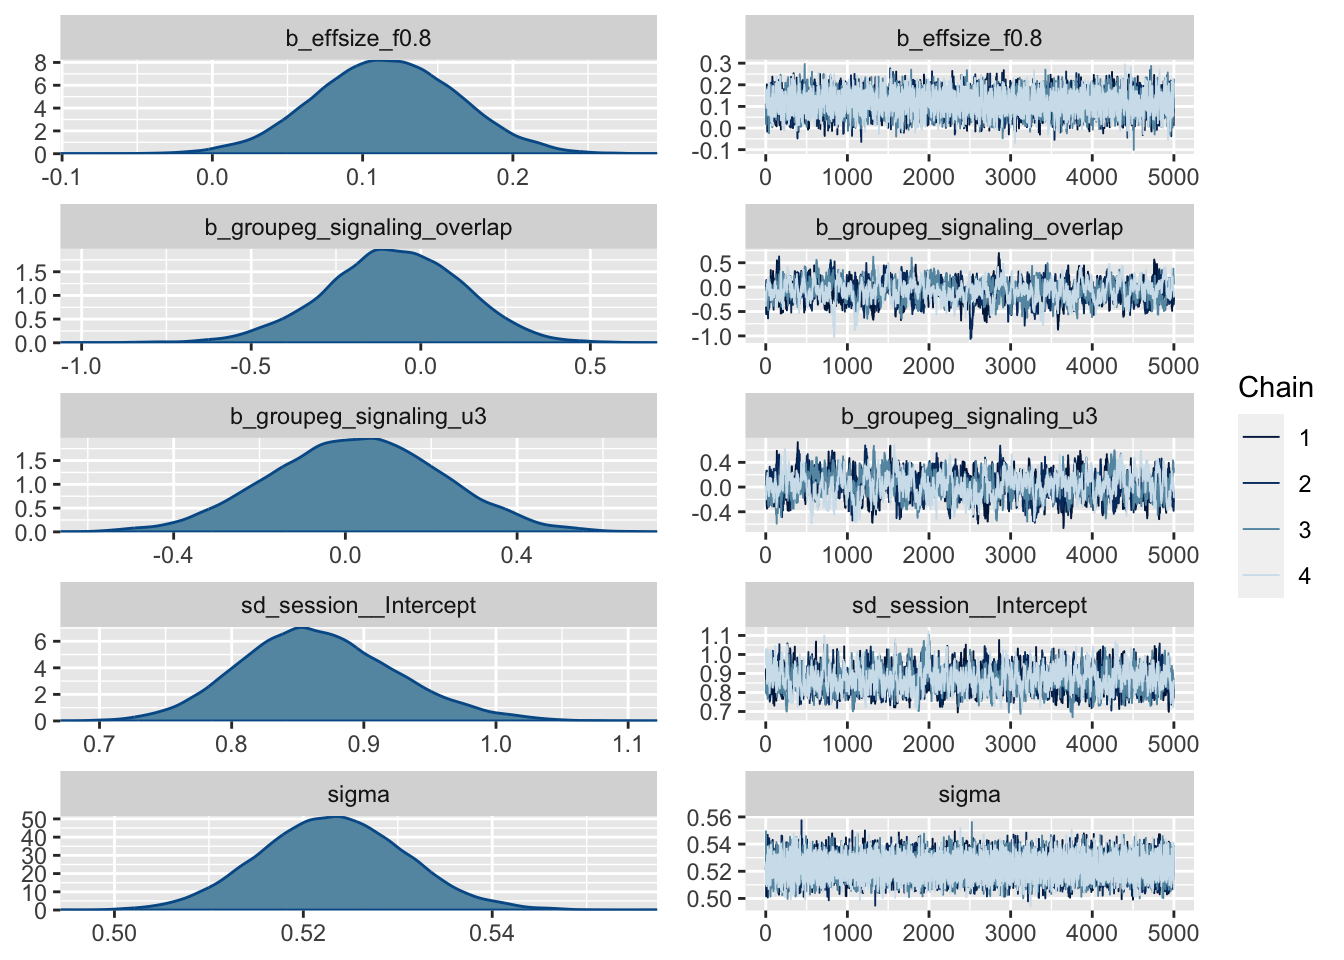 b_effsize_f0.8
8
6
4
2
0
-0.1 0.0 0.1 0.2
b_effsize_f0.8
0.3
0.2
0.1
0.0
-0.1
0 1000 2000 3000 4000 5000
b_groupeg_signaling_overlap
1.5
1.0
0.5
0.0
-1.0 -0.5 0.0 0.5
b_groupeg_signaling_overlap
0.5
0.0
-0.5
-1.0
0 1000 2000 3000 4000 5000
b_groupeg_signaling_u3
1.5
1.0
0.5
0.0
-0.4 0.0 0.4
b_groupeg_signaling_u3
0.4
0.0
-0.4
0 1000 2000 3000 4000 5000
sd_session__Intercept
6
4
2
0
0.7 0.8 0.9 1.0 1.1
sd_session__Intercept
1.1
1.0
0.9
0.8
0.7
0 1000 2000 3000 4000 5000
sigma
50
40
30
20
10
0
0.50 0.52 0.54
sigma
0.56
0.54
0.52
0.50
0 1000 2000 3000 4000 5000
Chain
1
2
3
4